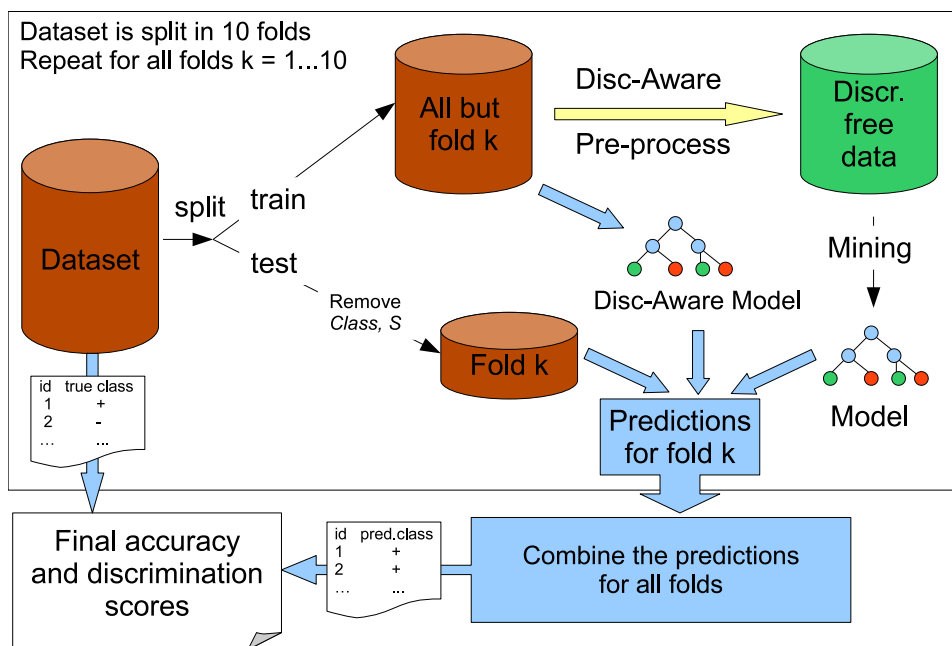 Dataset is split in 10 folds
Repeat for all folds k = 1...10
All but
fold k
Disc-Aware
Pre-process
Discr.
free
data
split
train
test
Dataset
Mining
Remove
Class, S
Disc-Aware Model
Fold k
Model
id true class
1 +
2 -
... ...
Predictions
for fold k
Final accuracy
and discrimination
scores
id pred.class
1 +
2 +
... ...
Combine the predictions
for all folds